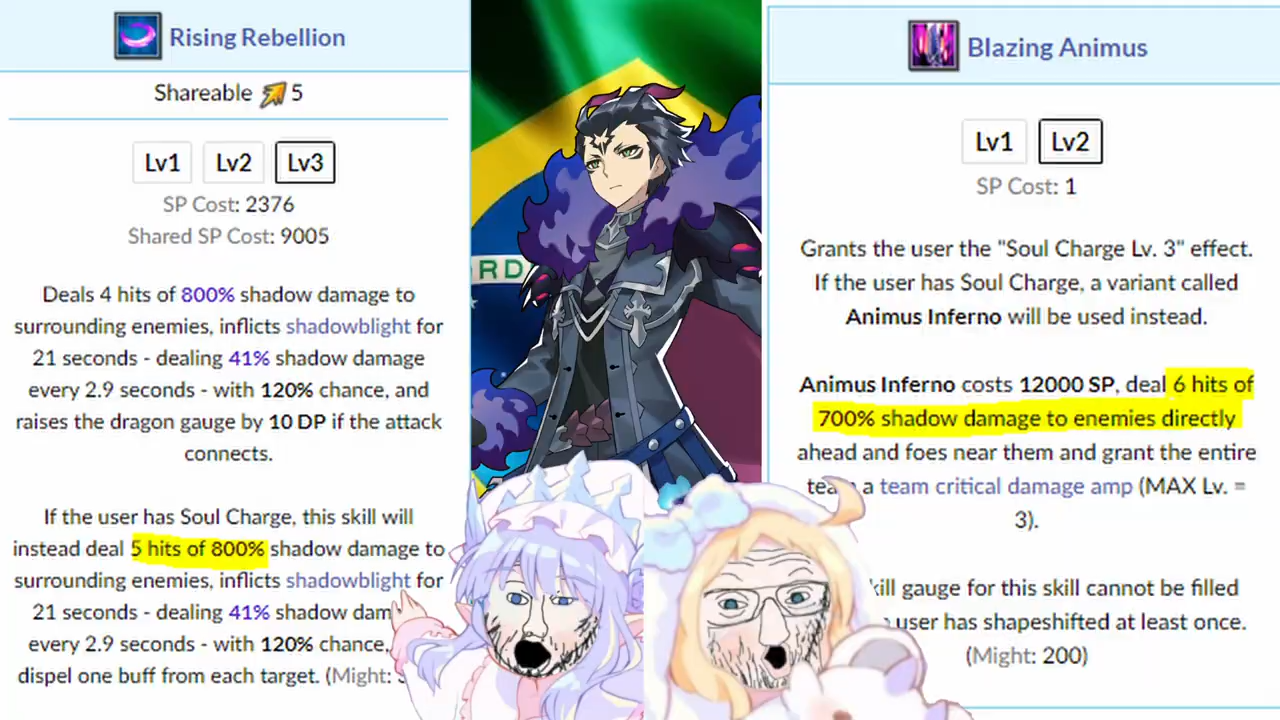 Rising Rebellion
Shareable 5
Lv1 Lv2 Lv3
SP Cost: 2376
Shared SP Cost: 9005
Deals 4 hits of 800% shadow damage to
surrounding enemies, inflicts shadowblight for
21 seconds - dealing 41% shadow damage
every 2.9 seconds - with 120% chance, and
raises the dragon gauge by 10 DP if the attack
connects.
If the user has Soul Charge, this skill will
instead deal 5 hits of 800% shadow damage to
surrounding enemies, inflicts shadowblight for
21 seconds - dealing 41% shadow dam
every 2.9 seconds - with 120% chance,
dispel one buff from each target. (Might:
RD
Blazing Animus
Lv1 Lv2
SP Cost: 1
Grants the user the "Soul Charge Lv. 3" effect.
If the user has Soul Charge, a variant called
Animus Inferno will be used instead.
Animus Inferno costs 12000 SP, deal 6 hits of
700% shadow damage to enemies directly
ahead and foes near them and grant the entire
a team critical damage amp (MAX Lv. =
3).
kill gauge for this skill cannot be filled
user has shapeshifted at least once.
(Might: 200)